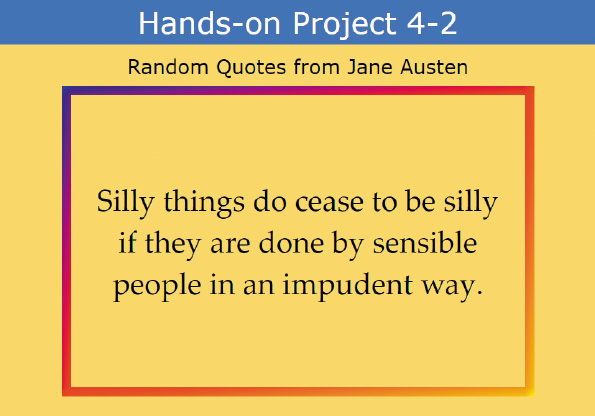 Hands-on Project 4-2
Random Quotes from Jane Austen
Silly things do cease to be silly
if they are done by sensible
people in an impudent way.